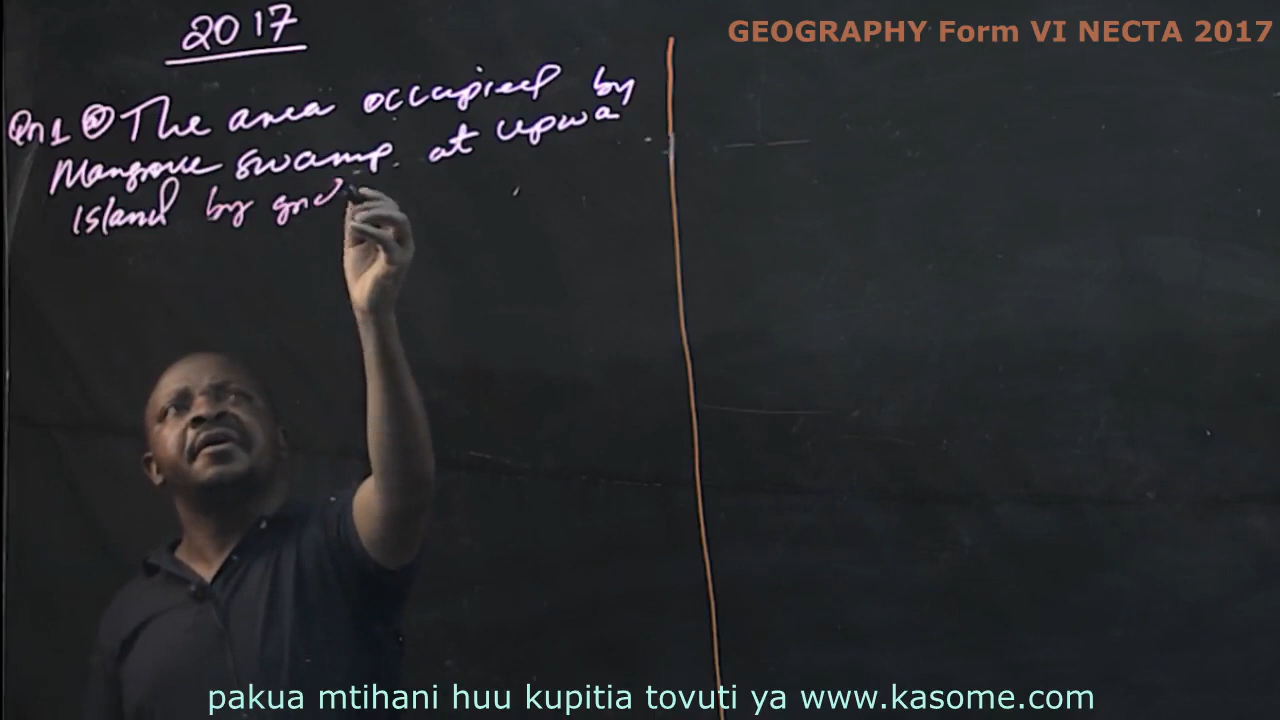 2017
GEOGRAPHY Form VI NECTA 2017
Qn1 ⓐ The area occupied by
Mangrove swamp. at upwa
Island by
pakua mtihani huu kupitia tovuti ya www.kasome.com